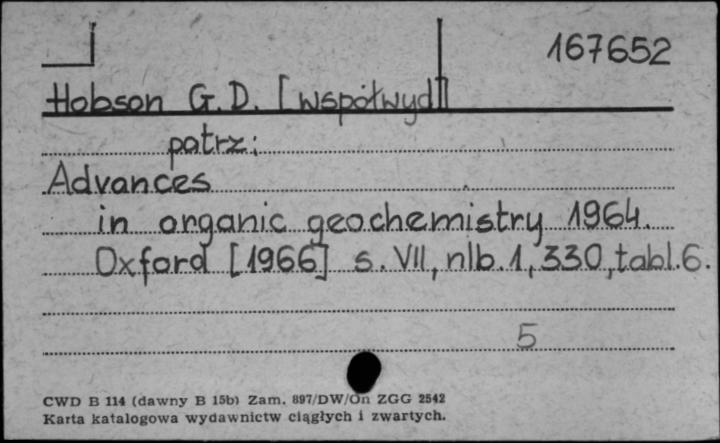 167652
Hobson G.D. [współwyd]
patrz:
Advances
in organic geochemistry 1964.
Oxford [1966] s. VII, nlb. 1, 330, tabl. 6.
5
CWD B 114 (dawny B 15b) Zam. 897/DW/On ZGG 2542
Karta katalogowa wydawnictw ciągłych i zwartych.